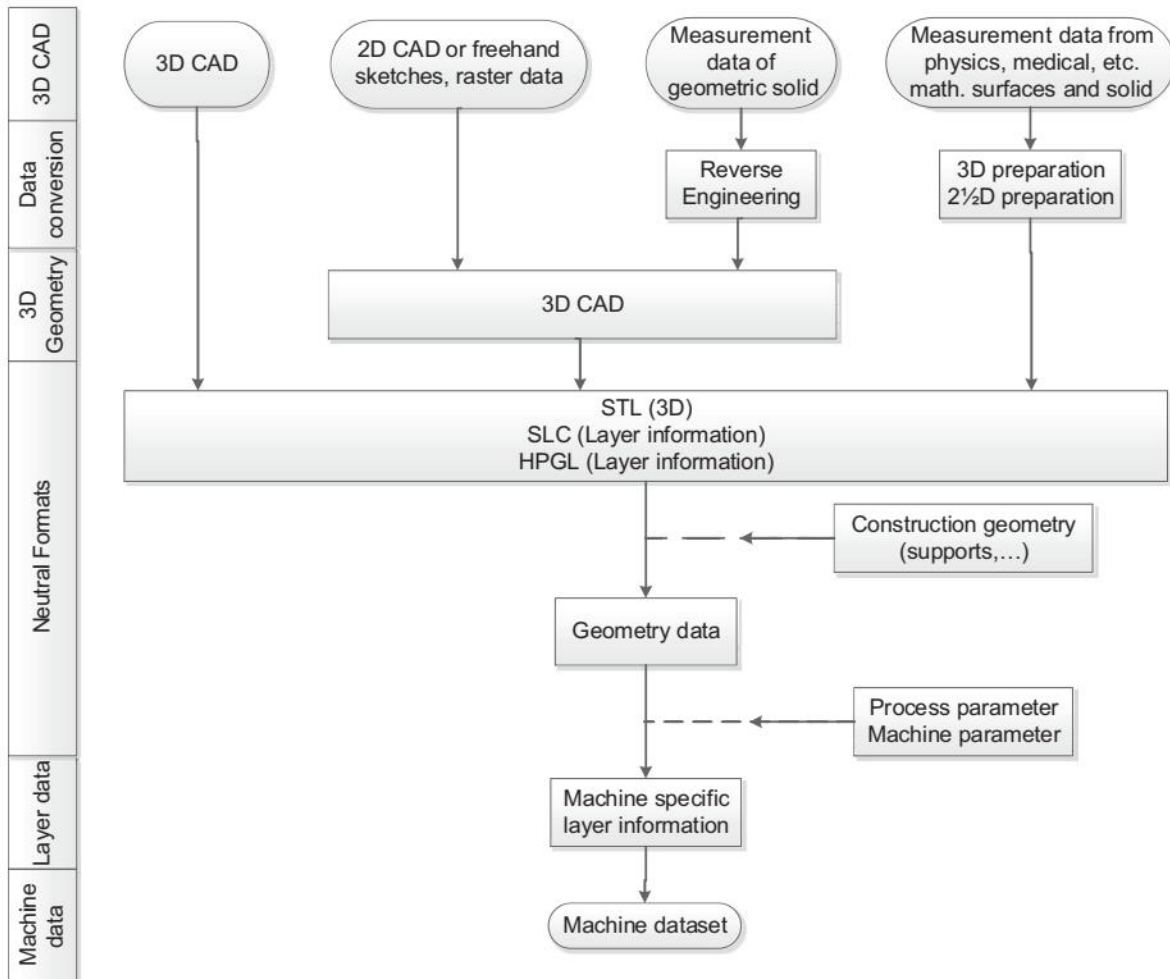 3D CAD
3D CAD
2D CAD or freehand
sketches, raster data
Measurement
data of
geometric solid
Measurement data from
physics, medical, etc.
math. surfaces and solid
Data
conversion
Reverse
Engineering
3D preparation
2½D preparation
3D
Geometry
3D CAD
Neutral Formats
STL (3D)
SLC (Layer information)
HPGL (Layer information)
Construction geometry
(supports,…)
Geometry data
Process parameter
Machine parameter
Layer data
Machine specific
layer information
Machine
data
Machine dataset